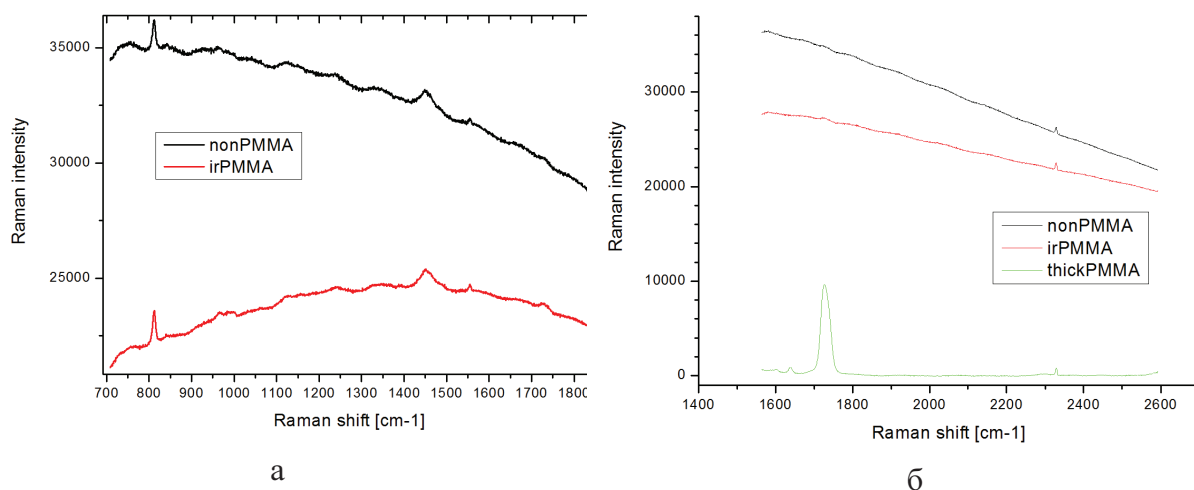 35000
30000
25000
Raman intensity
nonPMMA
irPMMA
700 800 900 1000 1100 1200 1300 1400 1500 1600 1700 1800
Raman shift [cm-1]
а
30000
20000
10000
0
Raman intensity
nonPMMA
irPMMA
thickPMMA
1400 1600 1800 2000 2200 2400 2600
Raman shift [cm-1]
б